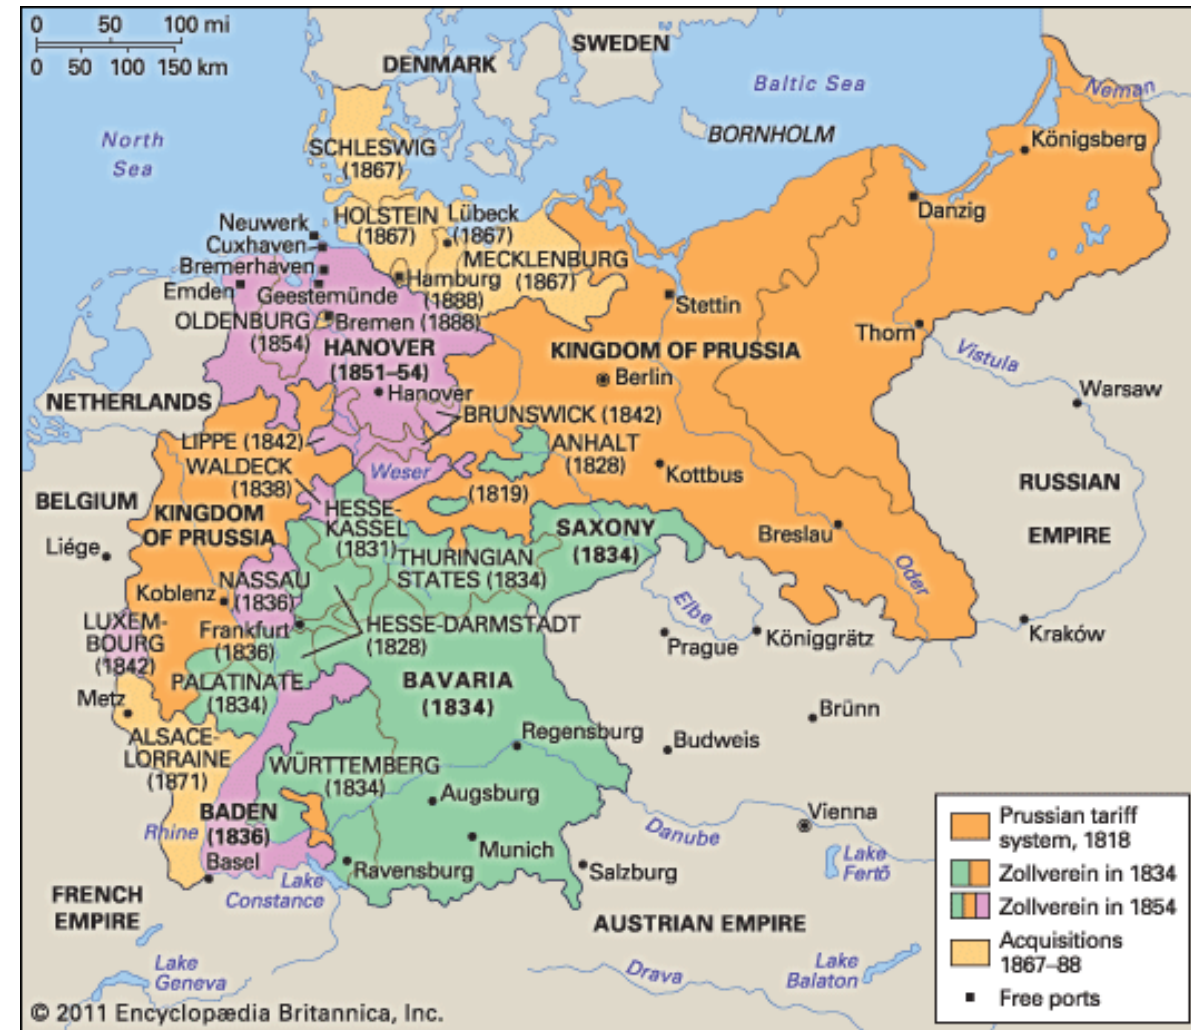 0 50 100 mi
0 50 100 150 km
SWEDEN
DENMARK
Baltic Sea
Neman
North
Sea
BORNHOLM
Königsberg
SCHLESWIG
(1867)
Danzig
Neuwerk
HOLSTEIN
(1867)
Lübeck
(1867)
Cuxhaven
MECKLENBURG
(1867)
Bremerhaven
Hamburg
(1888)
Emden
Geestemünde
Stettin
OLDENBURG
(1854)
Bremen (1888)
Thorn
HANOVER
(1851–54)
KINGDOM OF PRUSSIA
Vistula
Berlin
Warsaw
Hanover
NETHERLANDS
BRUNSWICK (1842)
LIPPE (1842)
ANHALT
(1828)
WALDECK
(1838)
Weser
Kottbus
RUSSIAN
EMPIRE
BELGIUM
(1819)
KINGDOM
OF PRUSSIA
HESSE-
KASSEL
(1831)
SAXONY
(1834)
Breslau
Liége
THURINGIAN
STATES (1834)
Oder
NASSAU
(1836)
Koblenz
Elbe
LUXEM-
BOURG
(1842)
Frankfurt
(1836)
HESSE-DARMSTADT
(1828)
Prague
Königgrätz
Kraków
PALATINATE
(1834)
BAVARIA
(1834)
Metz
Brünn
ALSACE-
LORRAINE
(1871)
Regensburg
Budweis
WÜRTTEMBERG
(1834)
Augsburg
BADEN
(1836)
Vienna
Rhine
Danube
Munich
Basel
Ravensburg
Salzburg
Lake
Fertő
Lake
Constance
FRENCH
EMPIRE
AUSTRIAN EMPIRE
Lake
Geneva
Drava
Lake
Balaton
Prussian tariff
system, 1818
Zollverein in 1834
Zollverein in 1854
Acquisitions
1867–88
Free ports
© 2011 Encyclopædia Britannica, Inc.